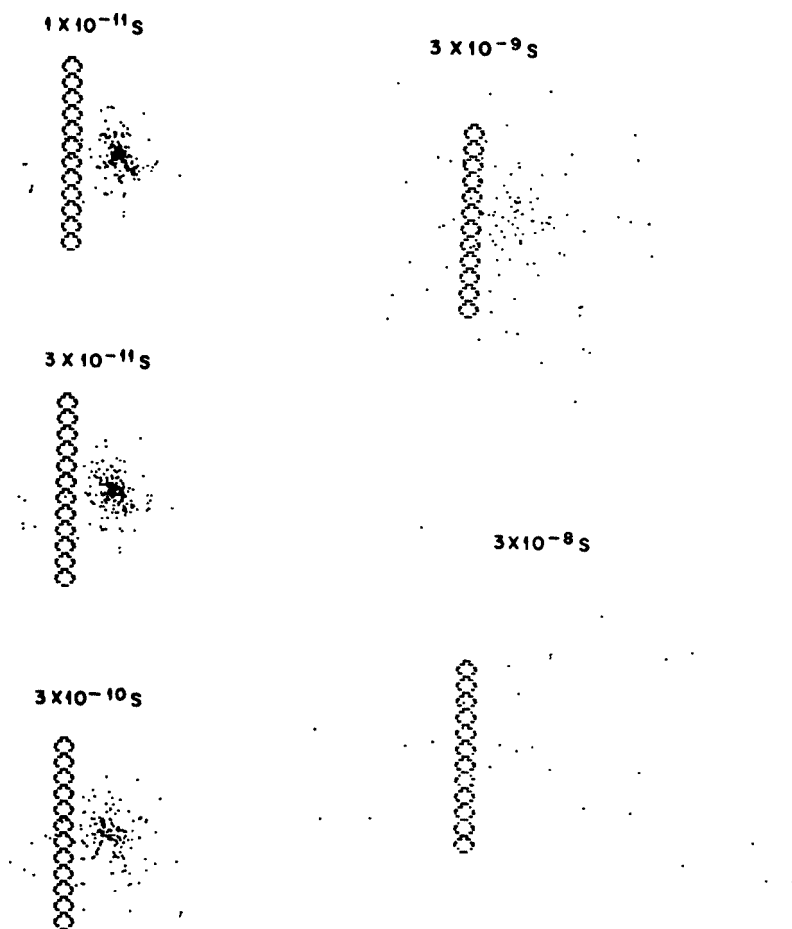 1 X 10⁻¹¹ S
3 X 10⁻¹¹ S
3 X 10⁻¹⁰ S
3 X 10⁻⁹ S
3 X 10⁻⁸ S